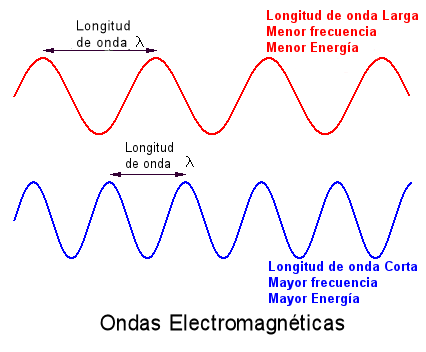 Longitud
de onda λ
Longitud de onda Larga
Menor frecuencia
Menor Energía
Longitud
de onda λ
Longitud de onda Corta
Mayor frecuencia
Mayor Energía
Ondas Electromagnéticas